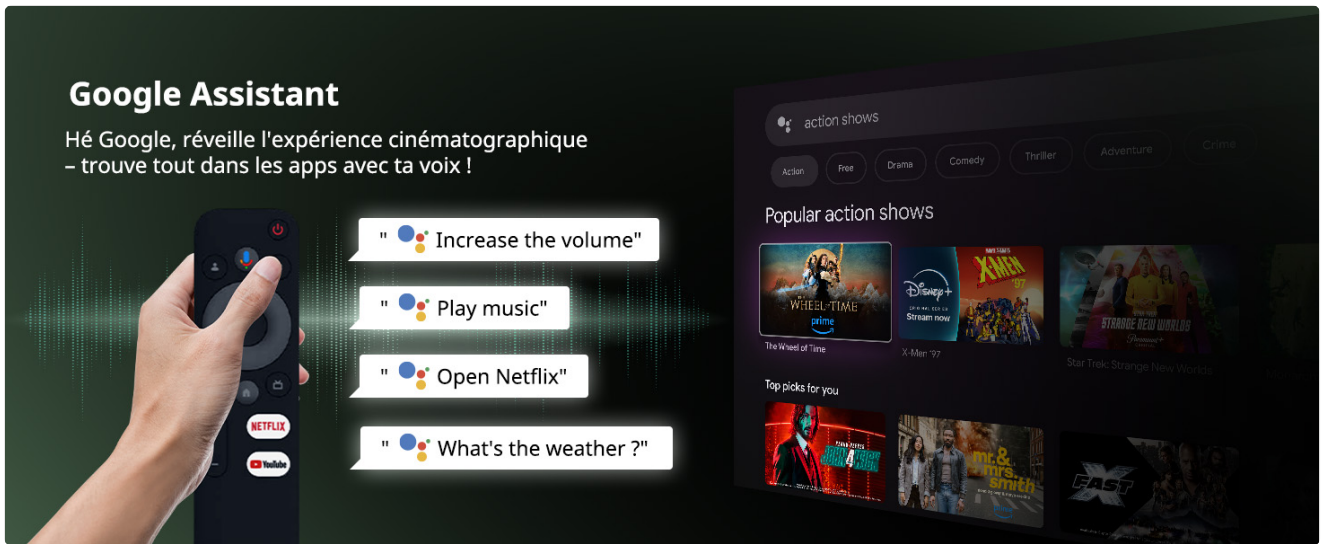 Google Assistant
Hé Google, réveille l'expérience cinématographique
– trouve tout dans les apps avec ta voix !
" Increase the volume"
" Play music"
" Open Netflix"
" What's the weather ?"
NETFLIX
YouTube
action shows
Action
Free
Drama
Comedy
Thriller
Adventure
Crime
Popular action shows
WHEEL OF TIME
prime
Disney+
Stream now
X-MEN
'97
STRANGE NEW WORLDS
Paramount+
The Wheel of Time
X-Men '97
Star Trek: Strange New Worlds
Top picks for you
JOHN WICK
mr.&
mrs.
smith
FAST X